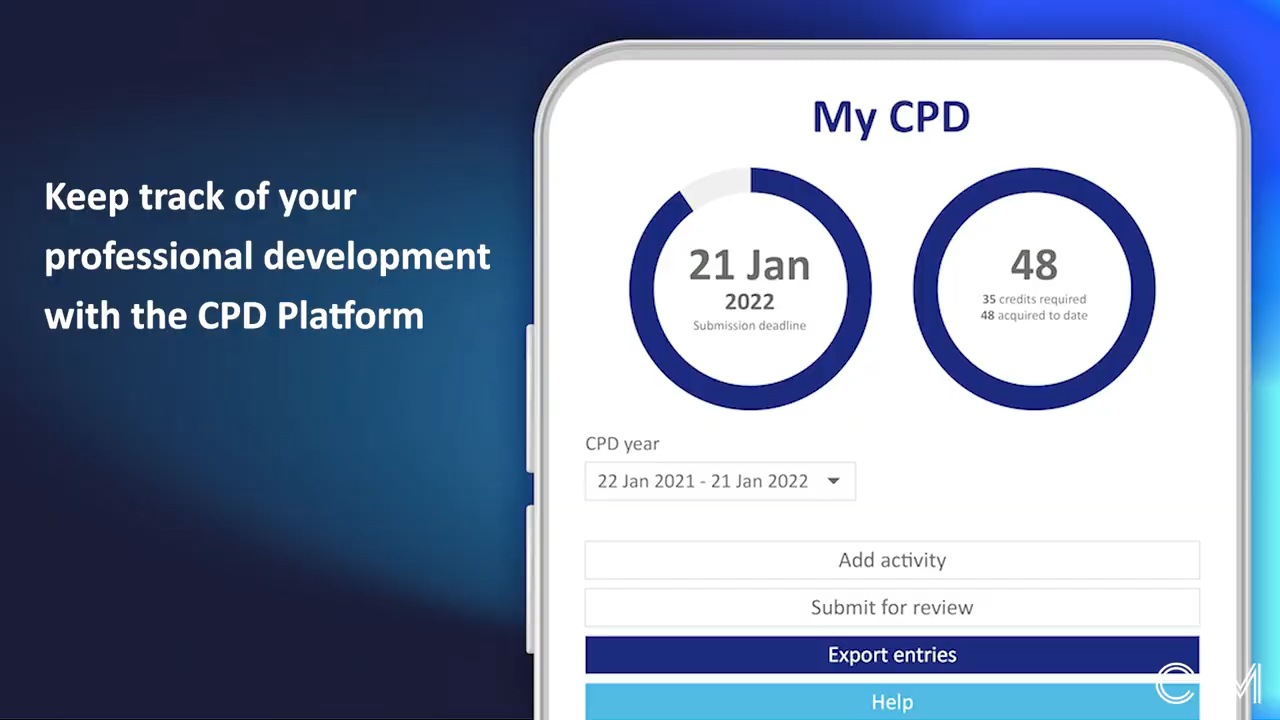 Keep track of your
professional development
with the CPD Platform
My CPD
21 Jan
2022
Submission deadline
48
35 credits required
48 acquired to date
CPD year
22 Jan 2021 - 21 Jan 2022
Add activity
Submit for review
Export entries
Help